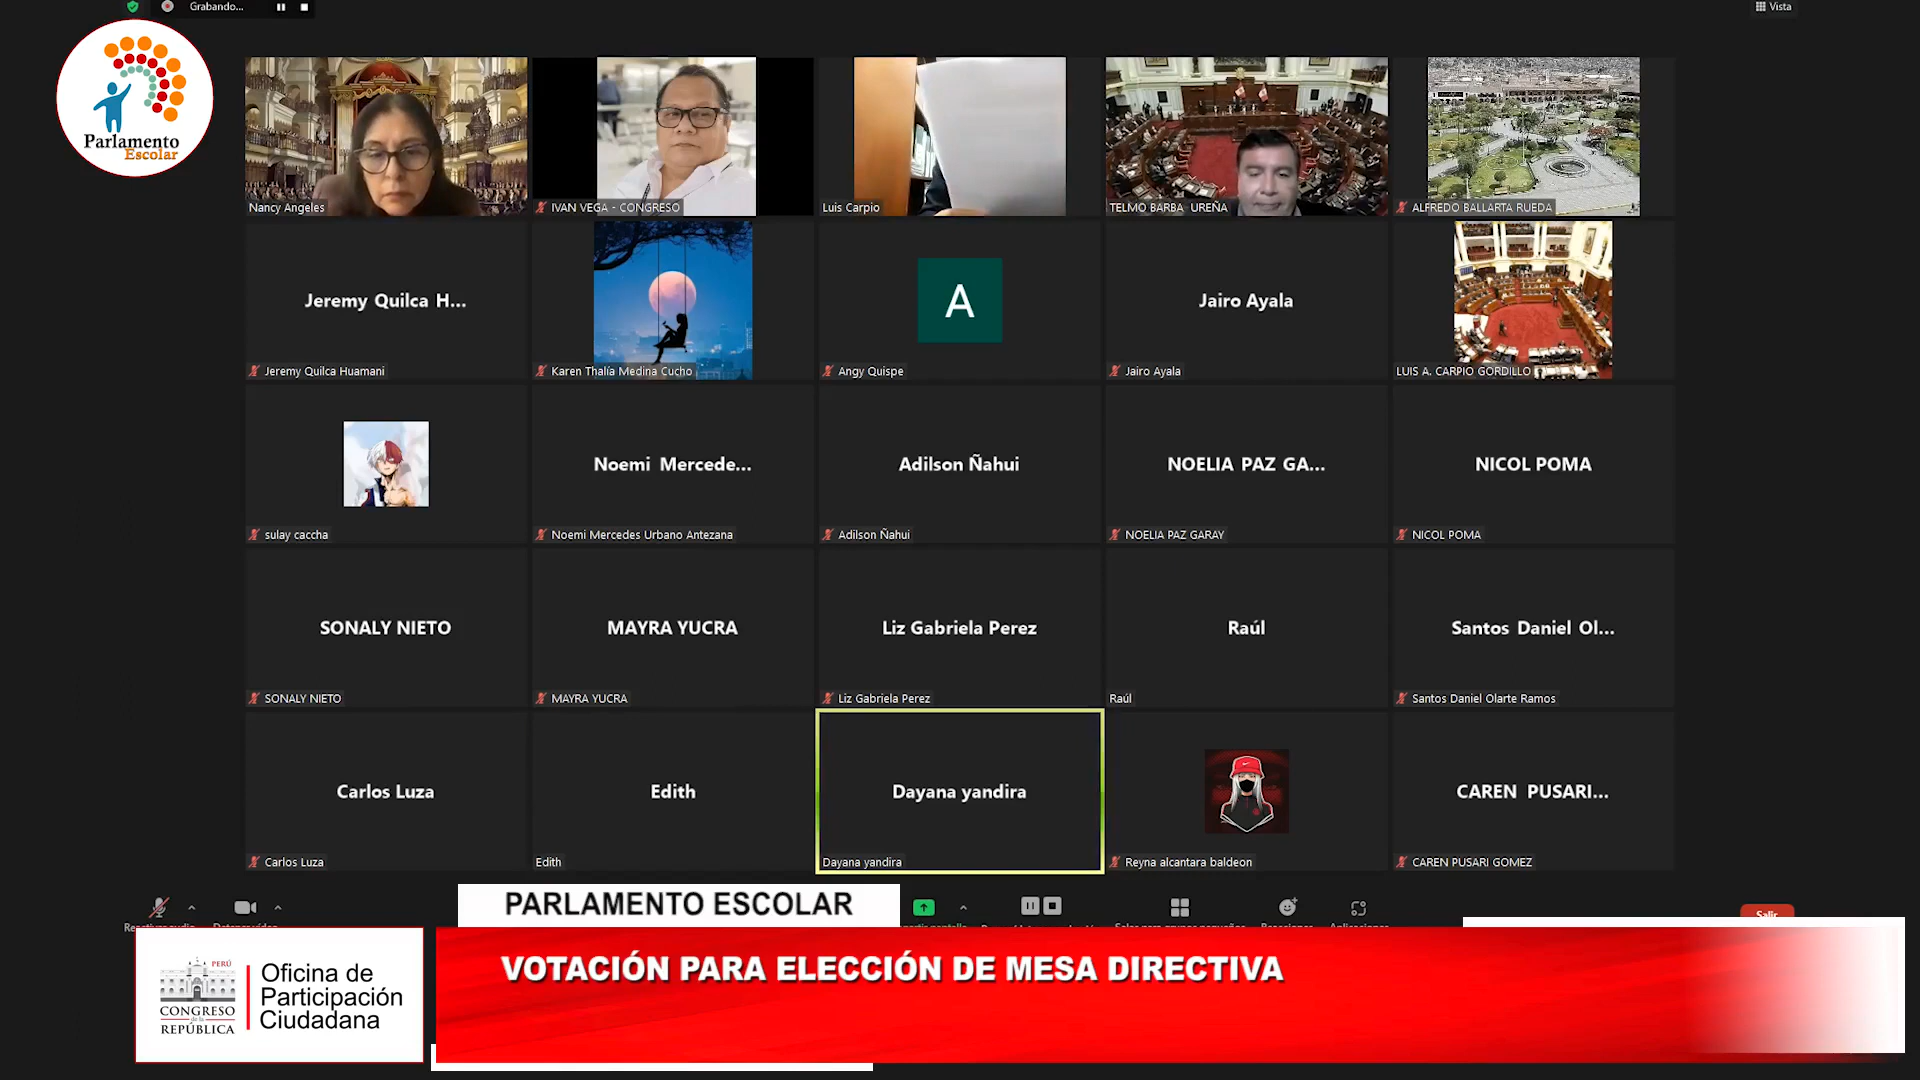 Grabando...
Vista
Parlamento
Escolar
Nancy Angeles
IVAN VEGA - CONGRESO
Luis Carpio
TELMO BARBA UREÑA
ALFREDO BALLARTA RUEDA
Jeremy Quilca H...
A
Jairo Ayala
Jeremy Quilca Huamani
Karen Thalía Medina Cucho
Angy Quispe
Jairo Ayala
LUIS A. CARPIO GORDILLO
Noemi Mercede...
Adilson Ñahui
NOELIA PAZ GA...
NICOL POMA
sulay caccha
Noemi Mercedes Urbano Antezana
Adilson Ñahui
NOELIA PAZ GARAY
NICOL POMA
SONALY NIETO
MAYRA YUCRA
Liz Gabriela Perez
Raúl
Santos Daniel Ol...
SONALY NIETO
MAYRA YUCRA
Liz Gabriela Perez
Raúl
Santos Daniel Olarte Ramos
Carlos Luza
Edith
Dayana yandira
CAREN PUSARI...
Carlos Luza
Edith
Dayana yandira
Reyna alcantara baldeon
CAREN PUSARI GOMEZ
PARLAMENTO ESCOLAR
Salir
VOTACIÓN PARA ELECCIÓN DE MESA DIRECTIVA
PERÚ
CONGRESO
de la
REPÚBLICA
Oficina de
Participación
Ciudadana